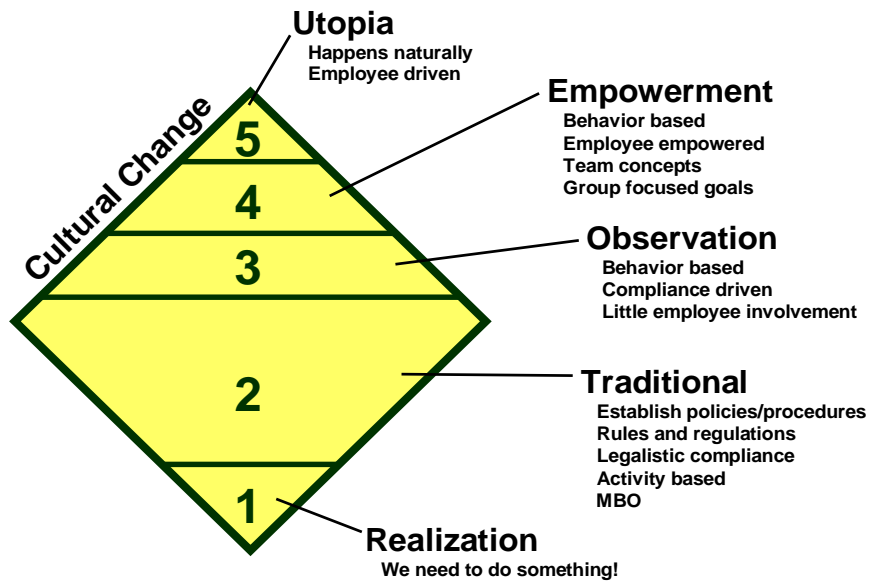 Utopia
Happens naturally
Employee driven
Cultural Change
5
Empowerment
Behavior based
Employee empowered
Team concepts
Group focused goals
4
Observation
Behavior based
Compliance driven
Little employee involvement
3
Traditional
Establish policies/procedures
Rules and regulations
Legalistic compliance
Activity based
MBO
2
1
Realization
We need to do something!